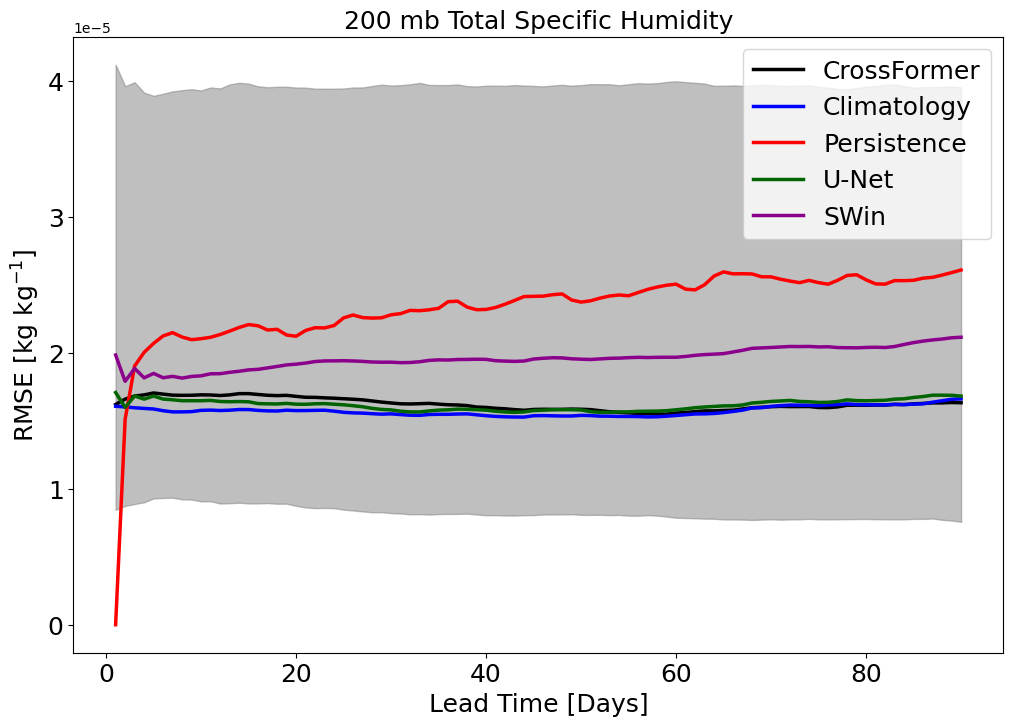 200 mb Total Specific Humidity
1e−5
CrossFormer
Climatology
Persistence
U-Net
SWin
4
3
2
1
0
RMSE [kg kg⁻¹]
0 20 40 60 80
Lead Time [Days]